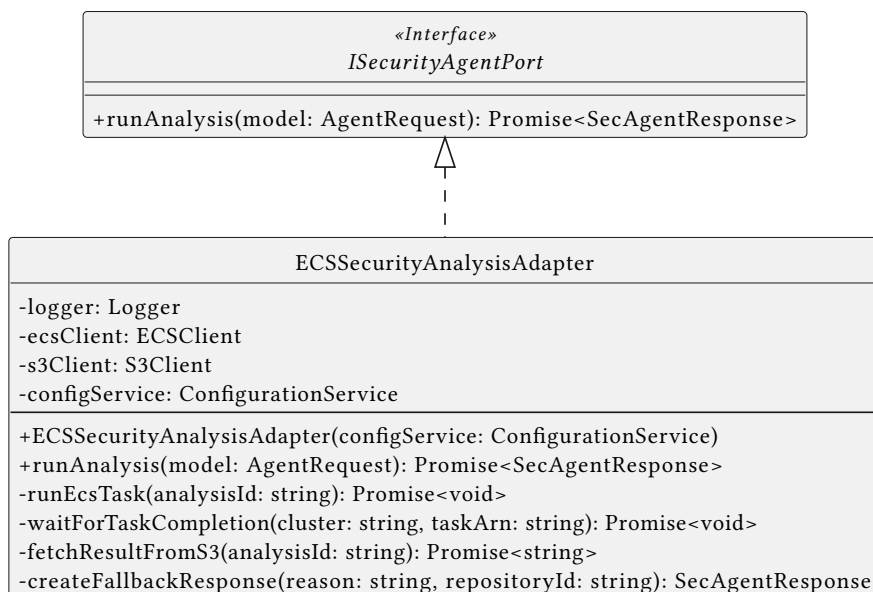 «Interface»
ISecurityAgentPort
+runAnalysis(model: AgentRequest): Promise<SecAgentResponse>
ECSSecurityAnalysisAdapter
-logger: Logger
-ecsClient: ECSClient
-s3Client: S3Client
-configService: ConfigurationService
+ECSSecurityAnalysisAdapter(configService: ConfigurationService)
+runAnalysis(model: AgentRequest): Promise<SecAgentResponse>
-runEcsTask(analysisId: string): Promise<void>
-waitForTaskCompletion(cluster: string, taskArn: string): Promise<void>
-fetchResultFromS3(analysisId: string): Promise<string>
-createFallbackResponse(reason: string, repositoryId: string): SecAgentResponse